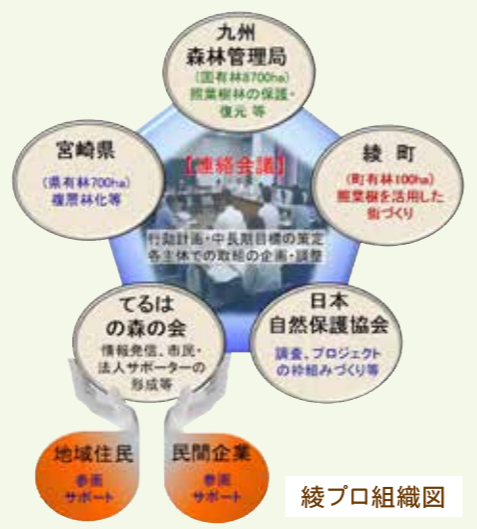 九州
森林管理局
(国有林8700ha)
照葉樹林の保護・
復元 等
宮崎県
(県有林700ha)
複層林化等
【連絡会議】
綾 町
(町有林100ha)
照葉樹を活用した
街づくり
行動計画・中長期目標の策定
各主体での取組の企画・調整
てるは
の森の会
情報発信、市民・
法人サポーターの
形成等
日本
自然保護協会
調査、プロジェクト
の枠組みづくり等
地域住民
参画
サポート
民間企業
参画
サポート
綾プロ組織図